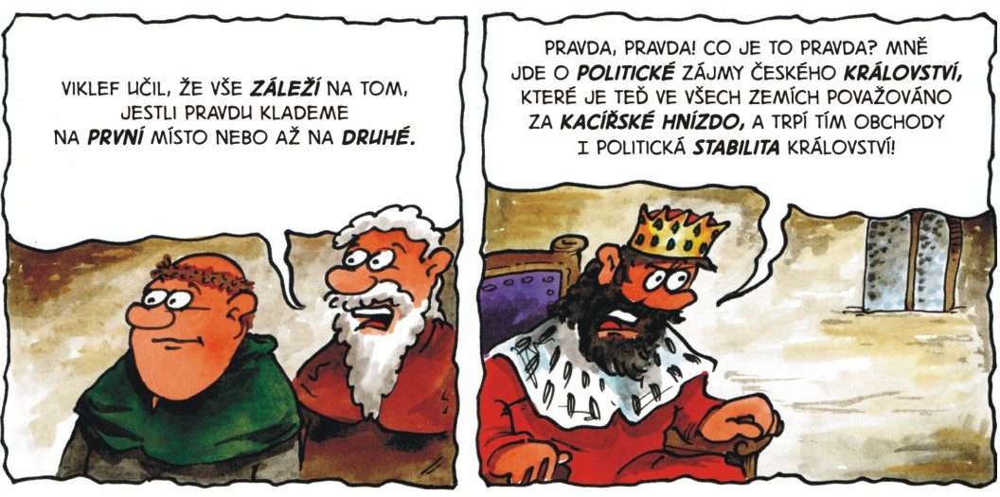 VIKLEF UČIL, ŽE VŠE ZÁLEŽÍ NA TOM,
JESTLI PRAVDU KLADEME
NA PRVNÍ MÍSTO NEBO AŽ NA DRUHÉ.
PRAVDA, PRAVDA! CO JE TO PRAVDA? MNĚ
JDE O POLITICKÉ ZÁJMY ČESKÉHO KRÁLOVSTVÍ,
KTERÉ JE TEĎ VE VŠECH ZEMÍCH POVAŽOVÁNO
ZA KACÍŘSKÉ HNÍZDO, A TRPÍ TÍM OBCHODY
I POLITICKÁ STABILITA KRÁLOVSTVÍ!